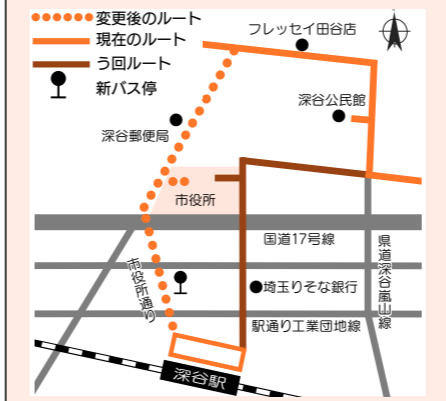 変更後のルート
現在のルート
う回ルート
新バス停
フレッセイ田谷店
深谷公民館
深谷郵便局
市役所
国道17号線
県道深谷嵐山線
市役所通り
埼玉りそな銀行
駅通り工業団地線
深谷駅